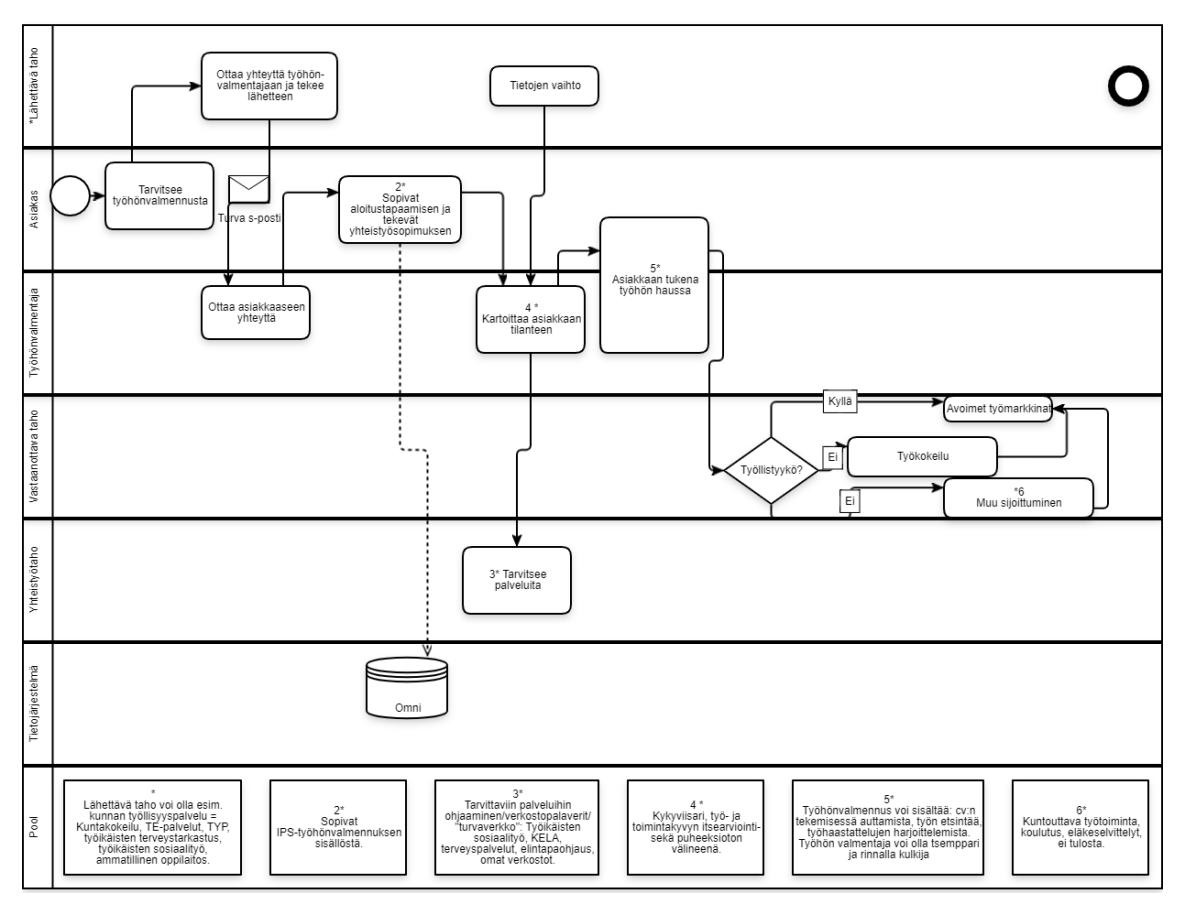 *Lähettävä taho
Ottaa yhteyttä työhön-
valmentajaan ja tekee
lähetteen
Tietojen vaihto
Asiakas
Tarvitsee
työhönvalmennusta
Turva s-posti
2*
Sopivat
aloitustapaamisen ja
tekevät
yhteistyösopimuksen
5*
Asiakkaan tukena
työhön haussa
Työhönvalmentaja
Ottaa asiakkaaseen
yhteyttä
4 *
Kartoittaa asiakkaan
tilanteen
Vastaanottava taho
Työllistyykö?
Kyllä
Avoimet työmarkkinat
Ei
Työkokeilu
Ei
*6
Muu sijoittuminen
Yhteistyötaho
3* Tarvitsee
palveluita
Tietojärjestelmä
Omni
Pool
*
Lähettävä taho voi olla esim.
kunnan työllisyyspalvelu =
Kuntakokeilu, TE-palvelut, TYP,
työikäisten terveystarkastus,
työikäisten sosiaalityö,
ammatillinen oppilaitos.
2*
Sopivat
IPS-työhönvalmennuksen
sisällöstä.
3*
Tarvittaviin palveluihin
ohjaaminen/verkostopalaverit/
"turvaverkko": Työikäisten
sosiaalityö, KELA,
terveyspalvelut, elintapaohjaus,
omat verkostot.
4 *
Kykyviisari, työ- ja
toimintakyvyn itsearviointi-
sekä puheeksioton
välineenä.
5*
Työhönvalmennus voi sisältää: cv:n
tekemisessä auttamista, työn etsintää,
työhaastattelujen harjoittelemista.
Työhön valmentaja voi olla tsemppari
ja rinnalla kulkija
6*
Kuntouttava työtoiminta,
koulutus, eläkeselvittelyt,
ei tulosta.